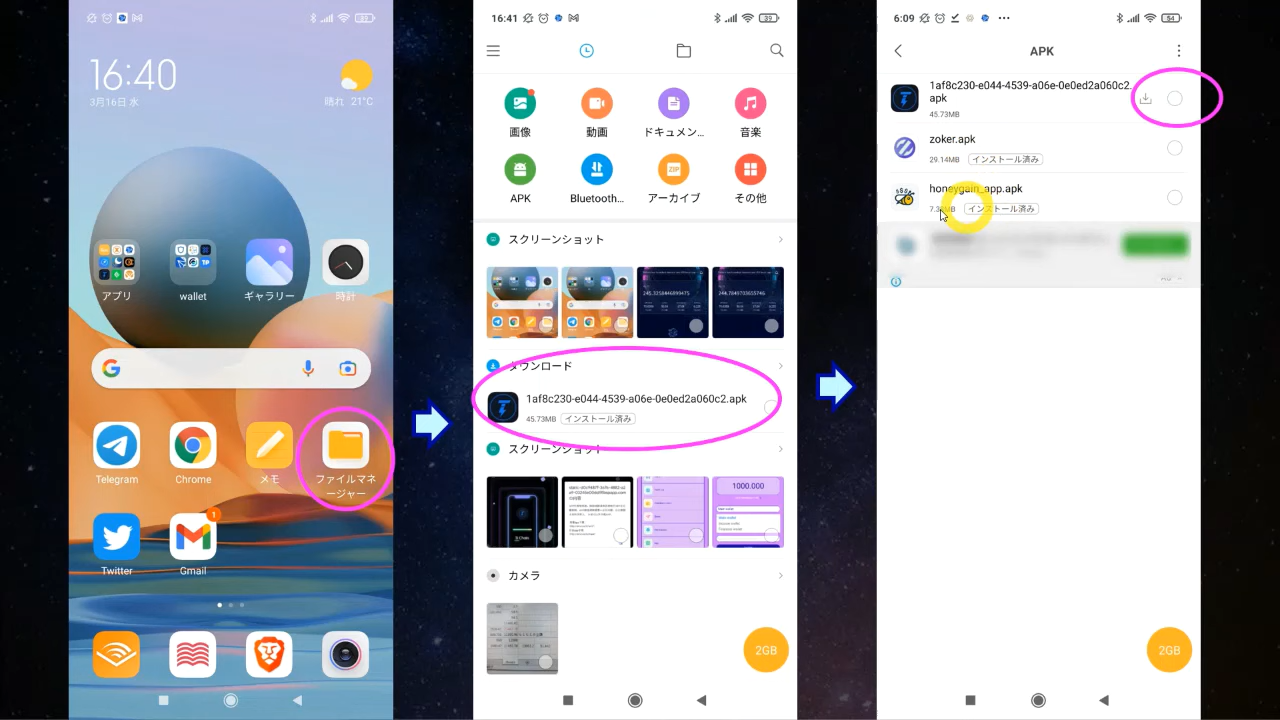 16:40
3月16日 水
晴れ 21°C
アプリ
wallet
ギャラリー
時計
Telegram
Chrome
メモ
ファイルマネ
ージャー
Twitter
1
Gmail
16:41
39
画像
動画
ドキュメン...
音楽
ZIP
APK
Bluetooth...
アーカイブ
その他
スクリーンショット
ダウンロード
1af8c230-e044-4539-a06e-0e0ed2a060c2.apk
45.73MB
インストール済み
スクリーンショット
1000.000
カメラ
2GB
6:09
54
APK
1af8c230-e044-4539-a06e-0e0ed2a060c2.
apk
45.73MB
zoker.apk
29.14MB
インストール済み
honeygain_app.apk
インストール済み
2GB